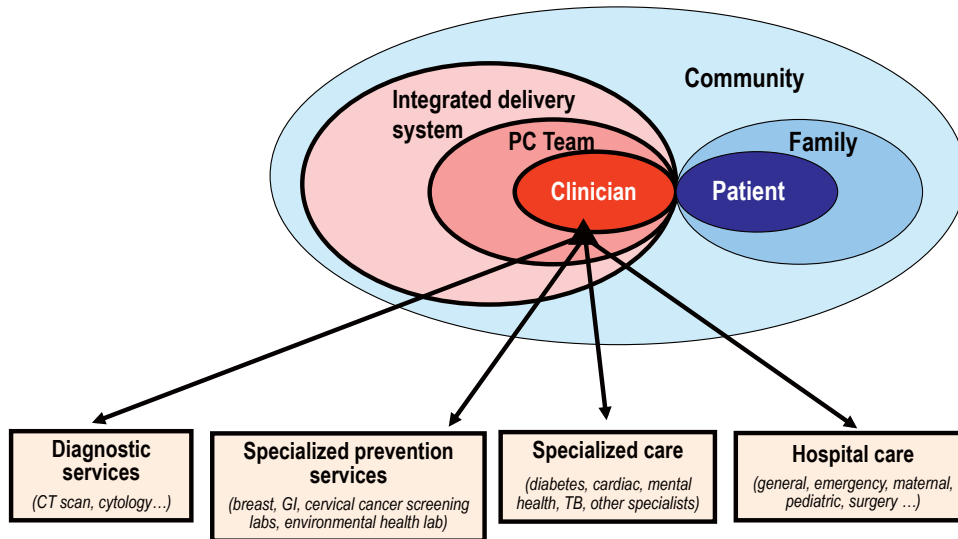 Community
Integrated delivery
system
PC Team
Family
Clinician
Patient
Diagnostic
services
(CT scan, cytology…)
Specialized prevention
services
(breast, GI, cervical cancer screening
labs, environmental health lab)
Specialized care
(diabetes, cardiac, mental
health, TB, other specialists)
Hospital care
(general, emergency, maternal,
pediatric, surgery …)